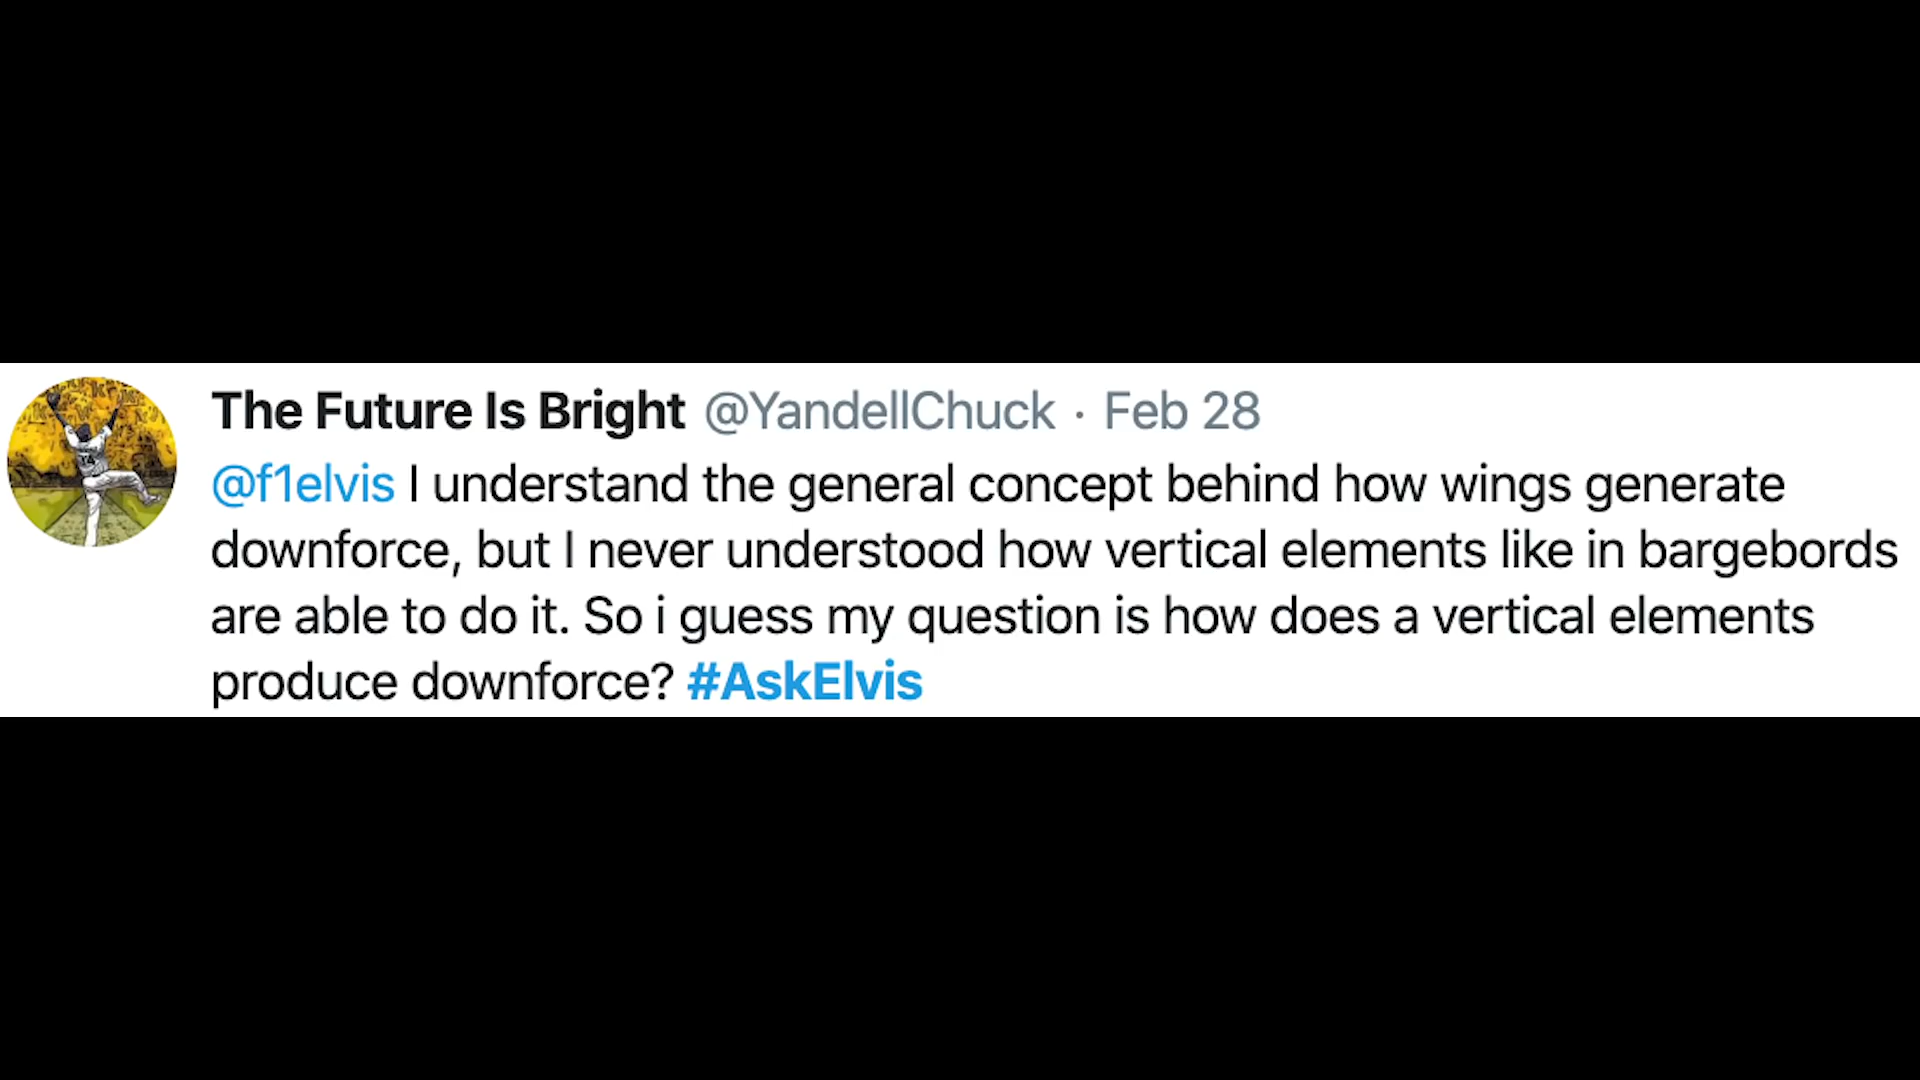 The Future Is Bright @YandellChuck · Feb 28
@f1elvis I understand the general concept behind how wings generate
downforce, but I never understood how vertical elements like in bargebords
are able to do it. So i guess my question is how does a vertical elements
produce downforce? #AskElvis